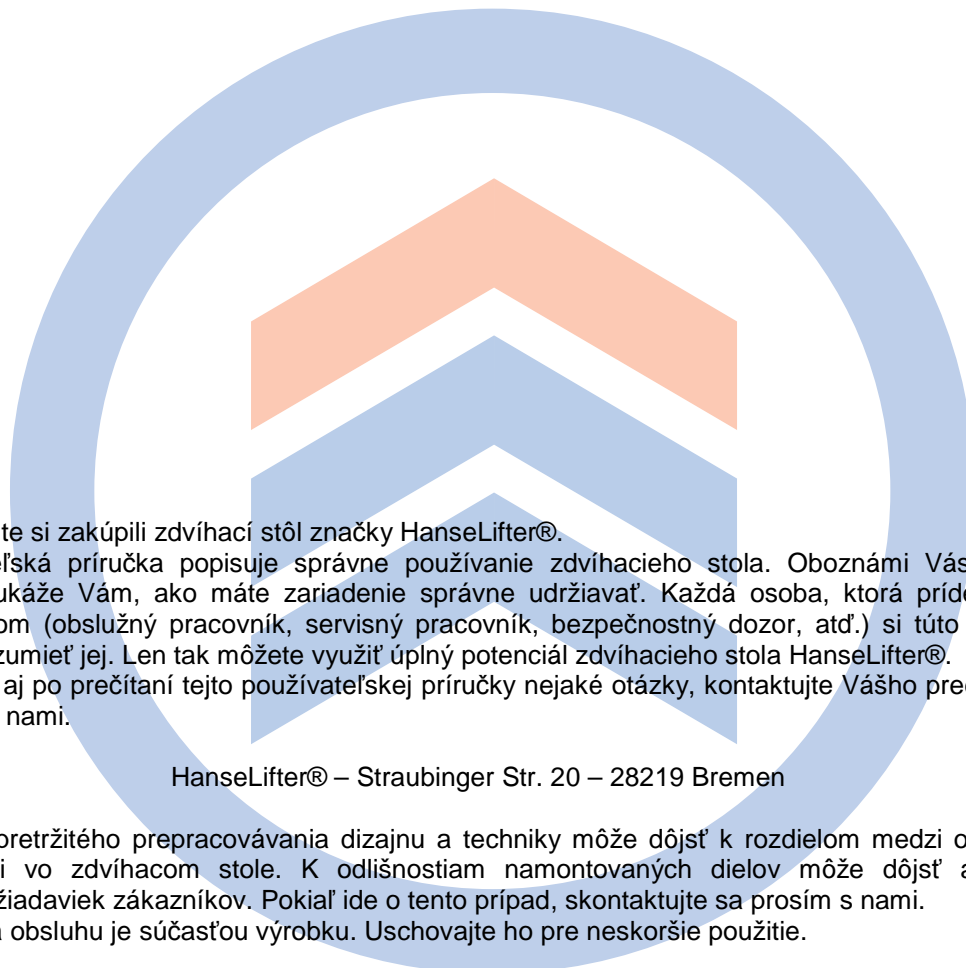 te si zakúpili zdvíhací stôl značky HanseLifter®.
eľská príručka popisuje správne používanie zdvíhacieho stola. Oboznámi Vás
ukáže Vám, ako máte zariadenie správne udržiavať. Každá osoba, ktorá príde
om (obslužný pracovník, servisný pracovník, bezpečnostný dozor, atď.) si túto
zumieť jej. Len tak môžete využiť úplný potenciál zdvíhacieho stola HanseLifter®.
aj po prečítaní tejto používateľskej príručky nejaké otázky, kontaktujte Vášho pre
nami.
HanseLifter® – Straubinger Str. 20 – 28219 Bremen
pretržitého prepracovávania dizajnu a techniky môže dôjsť k rozdielom medzi o
i vo zdvíhacom stole. K odlišnostiam namontovaných dielov môže dôjsť a
žiadaviek zákazníkov. Pokiaľ ide o tento prípad, skontaktujte sa prosím s nami.
a obsluhu je súčasťou výrobku. Uschovajte ho pre neskoršie použitie.